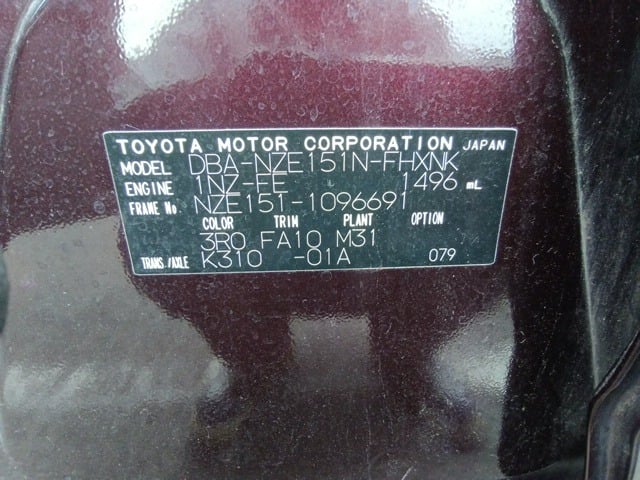 TOYOTA MOTOR CORPORATION JAPAN
MODEL DBA-NZE151N-FHXNK
ENGINE 1NZ-FE 1496 mL
FRAME No. NZE151-1096691
COLOR TRIM PLANT OPTION
3R0 FA10 M31
TRANS./AXLE K310 -01A 079